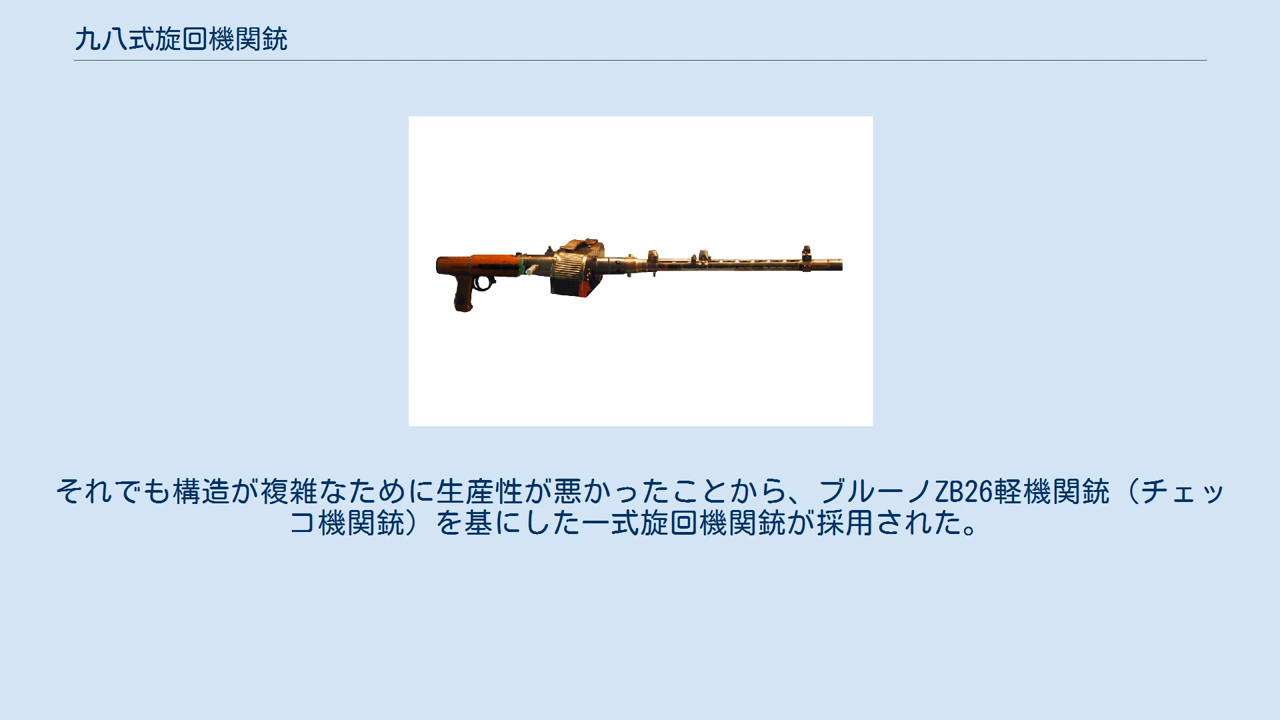 九八式旋回機関銃
それでも構造が複雑なために生産性が悪かったことから、ブルーノZB26軽機関銃（チェッ
コ機関銃）を基にした一式旋回機関銃が採用された。